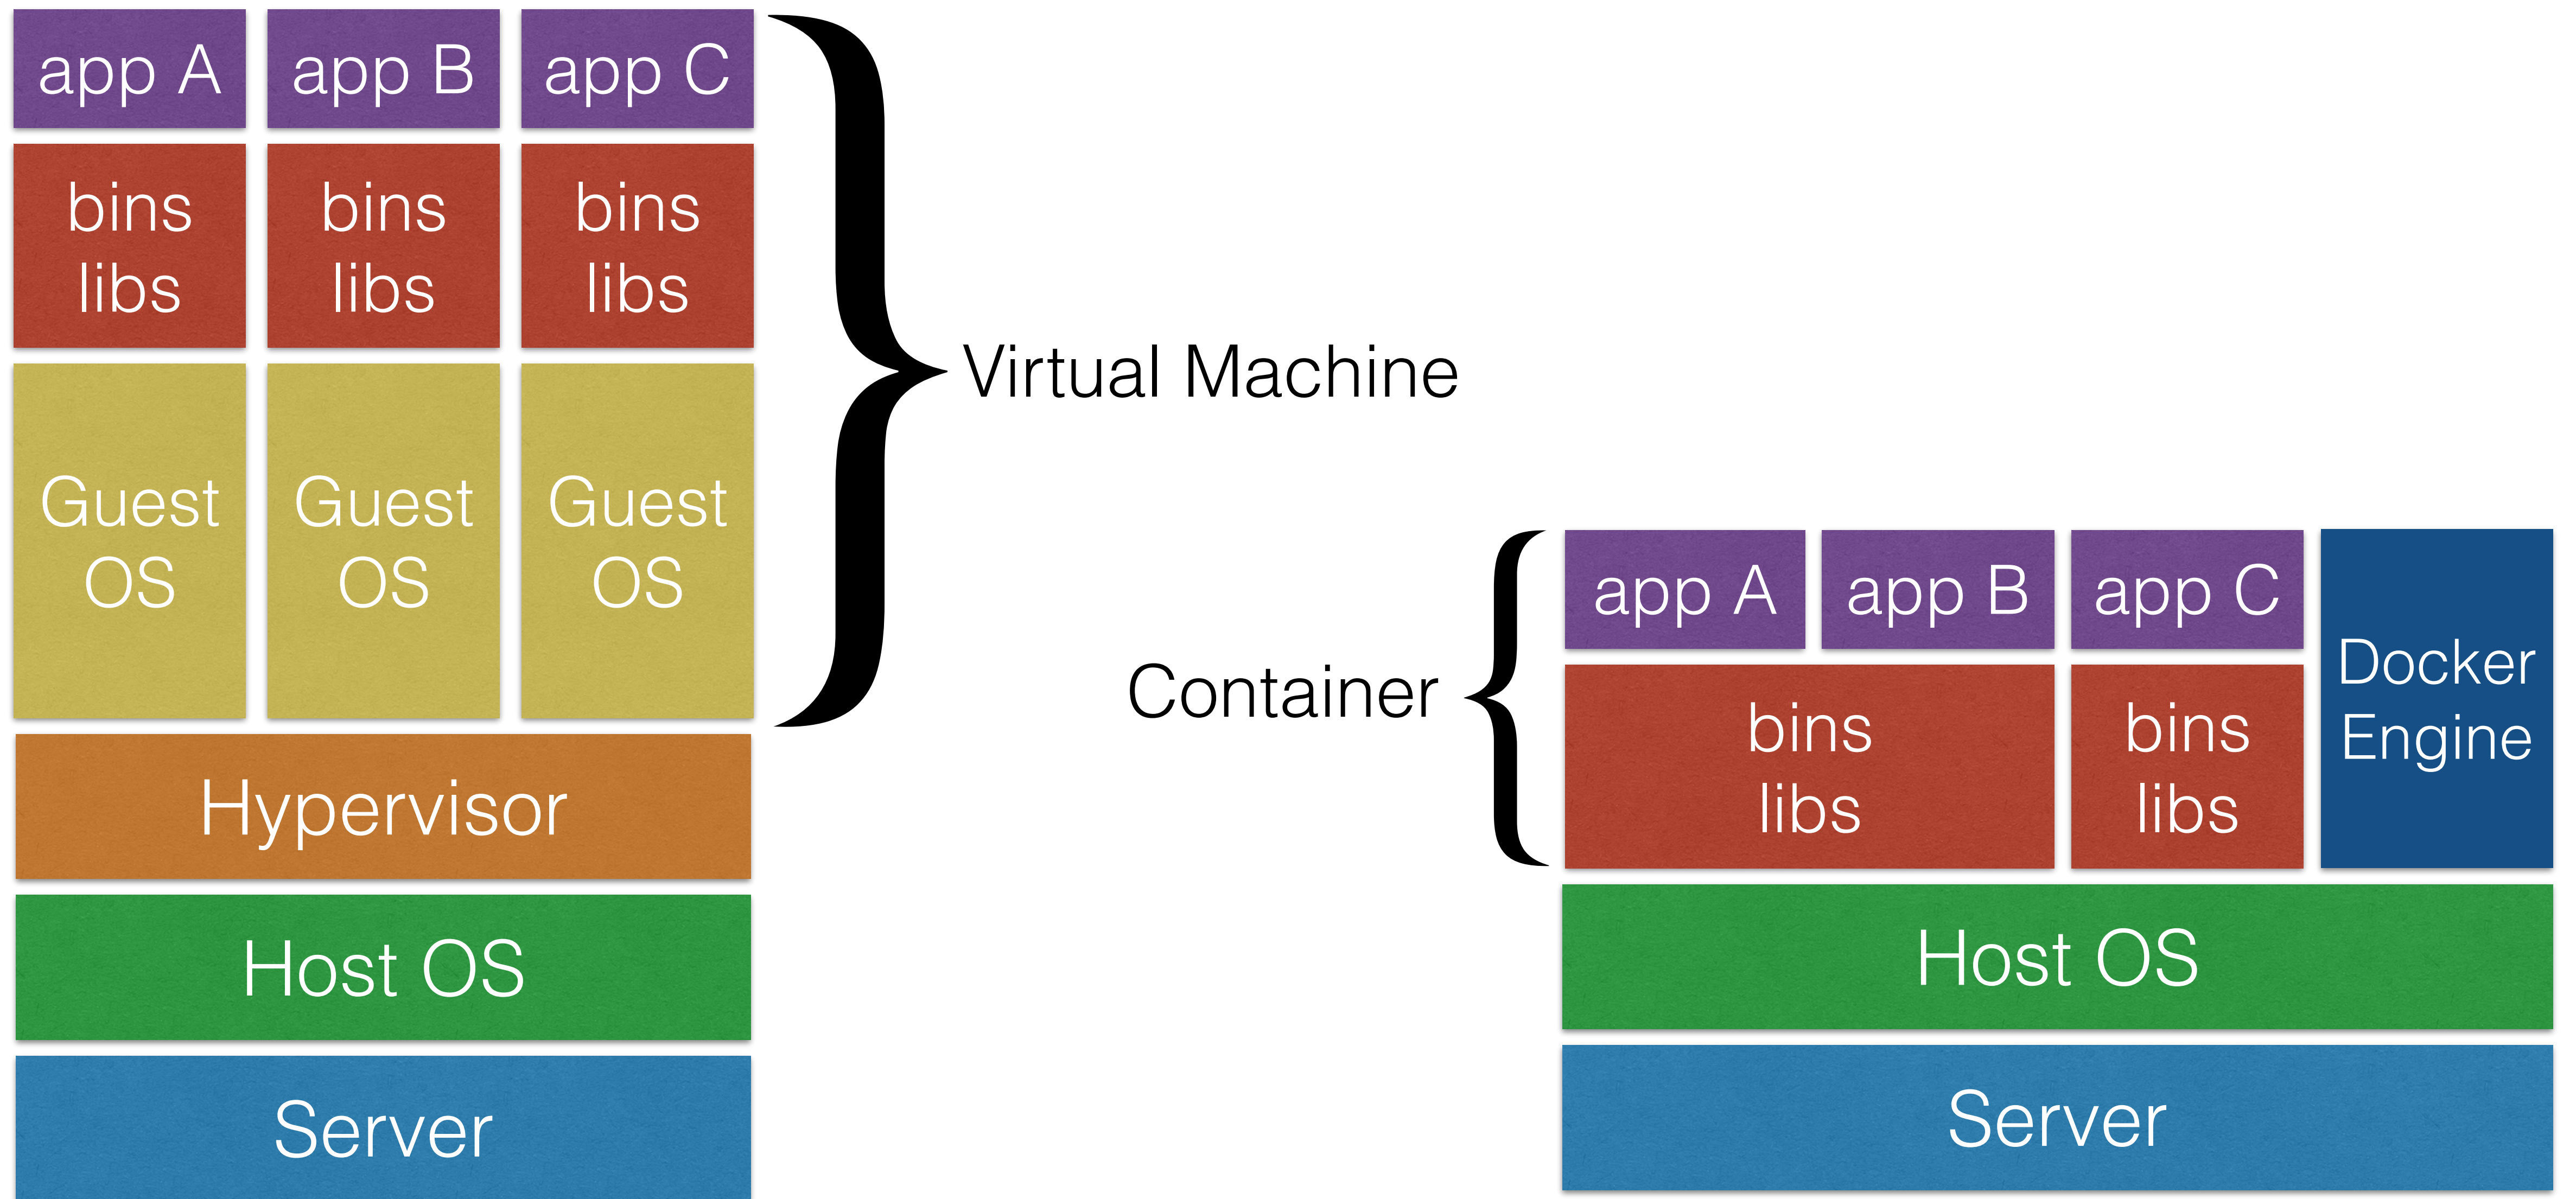 app A
app B
app C
bins
libs
bins
libs
bins
libs
Guest
OS
Guest
OS
Guest
OS
Hypervisor
Host OS
Server
Virtual Machine
Container
app A
app B
app C
bins
libs
bins
libs
Docker
Engine
Host OS
Server